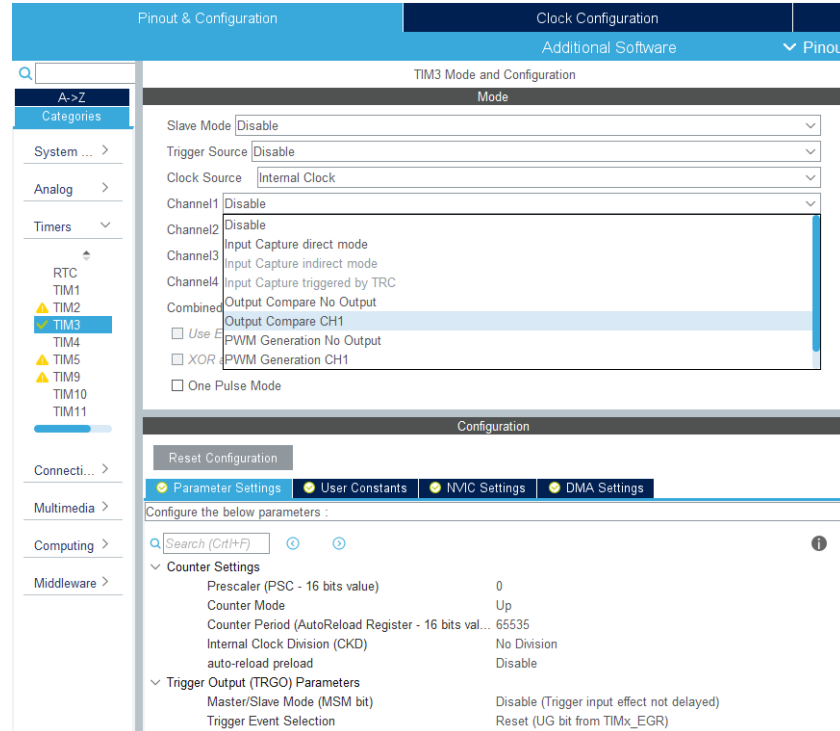 Pinout & Configuration
Clock Configuration
Additional Software
Pinou
TIM3 Mode and Configuration
A->Z
Categories
System ...
Analog
Timers
RTC
TIM1
TIM2
TIM3
TIM4
TIM5
TIM9
TIM10
TIM11
Connecti...
Multimedia
Computing
Middleware
Mode
Slave Mode Disable
Trigger Source Disable
Clock Source Internal Clock
Channel1 Disable
Channel2
Channel3
Channel4
Combined
Use E
XOR a
Disable
Input Capture direct mode
Input Capture indirect mode
Input Capture triggered by TRC
Output Compare No Output
Output Compare CH1
PWM Generation No Output
PWM Generation CH1
One Pulse Mode
Configuration
Reset Configuration
Parameter Settings
User Constants
NVIC Settings
DMA Settings
Configure the below parameters :
Search (Crtl+F)
Counter Settings
Prescaler (PSC - 16 bits value) 0
Counter Mode Up
Counter Period (AutoReload Register - 16 bits val... 65535
Internal Clock Division (CKD) No Division
auto-reload preload Disable
Trigger Output (TRGO) Parameters
Master/Slave Mode (MSM bit) Disable (Trigger input effect not delayed)
Trigger Event Selection Reset (UG bit from TIMx_EGR)